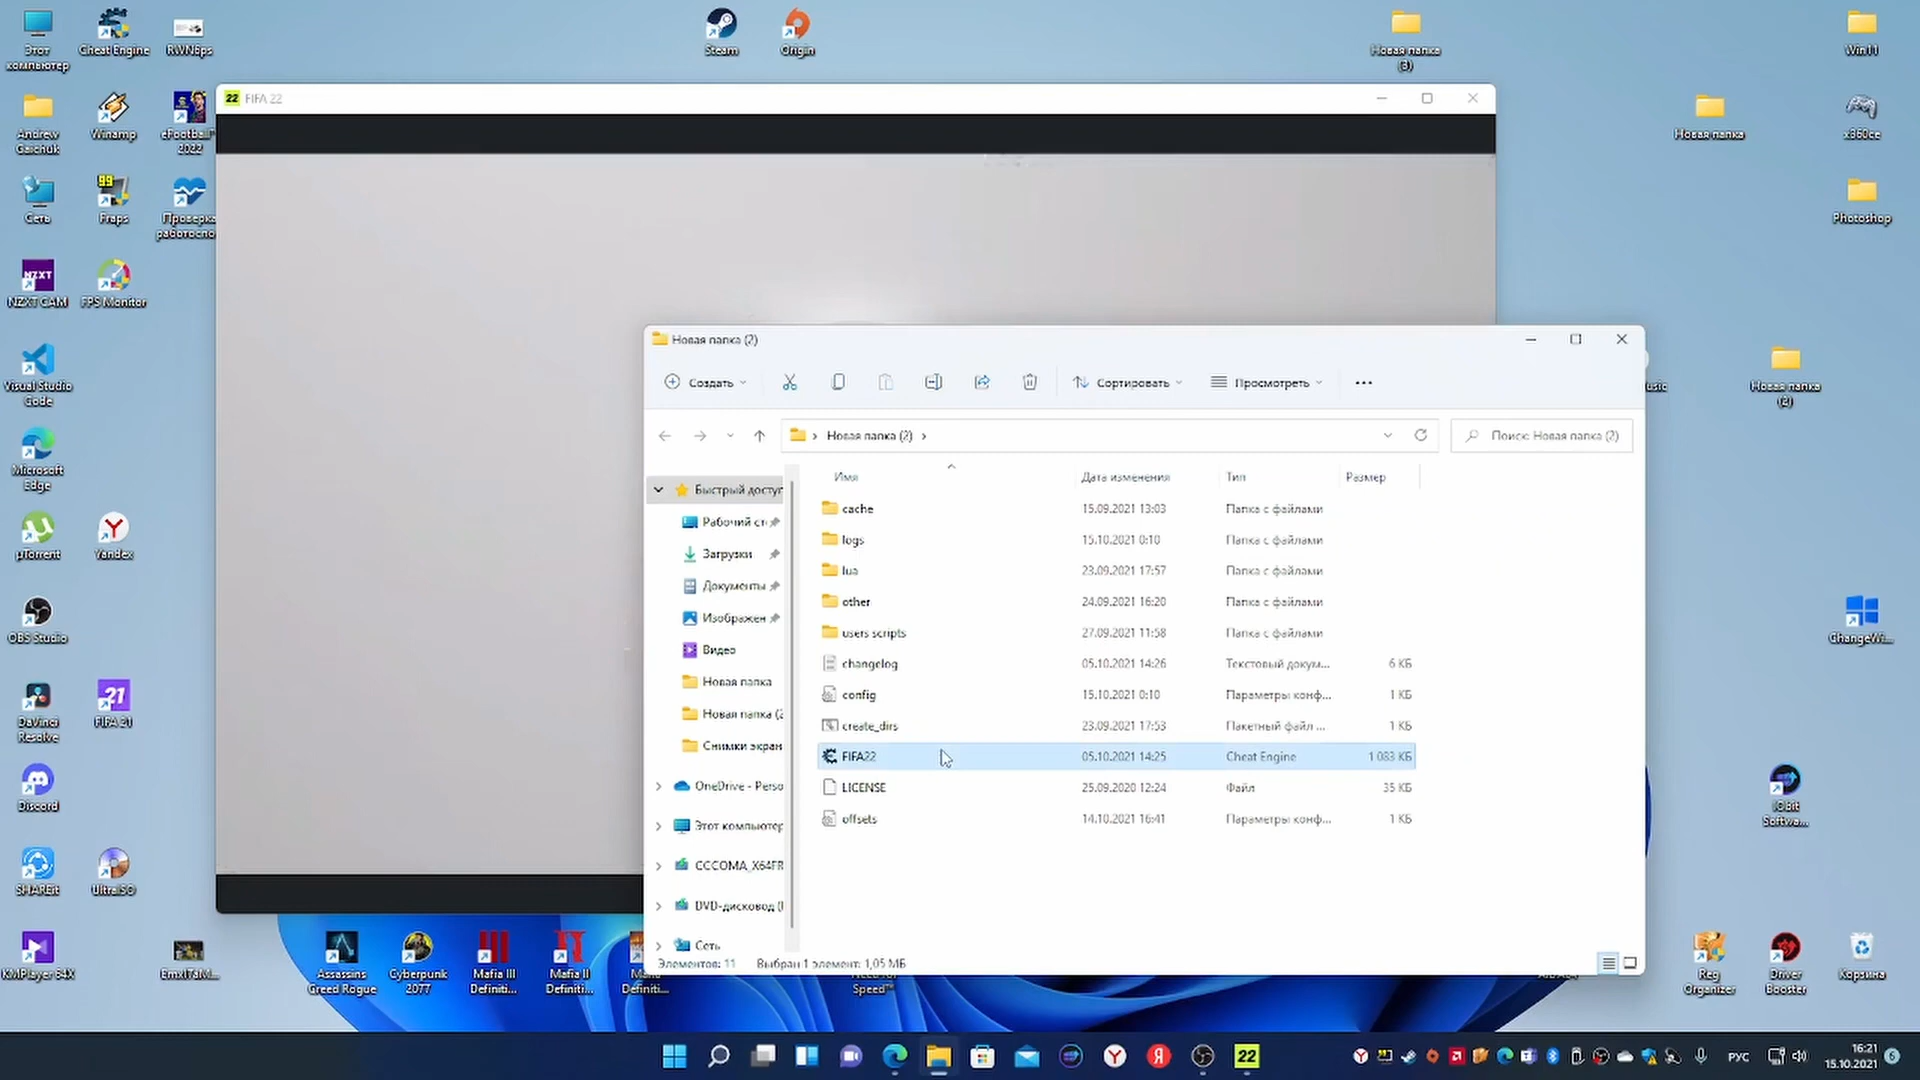 Этот компьютер
Cheat Engine
RWN6ps
Steam
Origin
Новая папка (3)
Win11
Andrew Gaichuk
Winamp
eFootball 2022
Новая папка
x360ce
Сеть
Fraps
Проверка работоспо
Photoshop
NZXT CAM
FPS Monitor
Visual Studio Code
Новая папка (2)
Microsoft Edge
µTorrent
Yandex
OBS Studio
ChangeWi...
DaVinci Resolve
FIFA 21
Discord
IObit Softwa...
SHAREit
UltraISO
KMPlayer 64X
Assassins Creed Rogue
Cyberpunk 2077
Mafia III Definiti...
Mafia II Definiti...
Definiti...
Speed™
Reg Organizer
Driver Booster
Корзина
22 FIFA 22
Новая папка (2)
Создать
Сортировать
Просмотреть
Новая папка (2)
Поиск: Новая папка (2)
Имя Дата изменения Тип Размер
cache 15.09.2021 13:03 Папка с файлами
logs 15.10.2021 0:10 Папка с файлами
lua 23.09.2021 17:57 Папка с файлами
other 24.09.2021 16:20 Папка с файлами
users scripts 27.09.2021 11:58 Папка с файлами
changelog 05.10.2021 14:26 Текстовый докум... 6 КБ
config 15.10.2021 0:10 Параметры конф... 1 КБ
create_dirs 23.09.2021 17:53 Пакетный файл ... 1 КБ
FIFA22 05.10.2021 14:25 Cheat Engine 1 083 КБ
LICENSE 25.09.2020 12:24 Файл 35 КБ
offsets 14.10.2021 16:41 Параметры конф... 1 КБ
Быстрый доступ
Рабочий сто
Загрузки
Документы
Изображен
Видео
Новая папка
Новая папка (2
Снимки экран
OneDrive - Perso
Этот компьютер
CCCOMA_X64FR
DVD-дисковод (
Сеть
Элементов: 11 Выбран 1 элемент: 1,05 МБ
22
РУС
16:21
15.10.2021
6